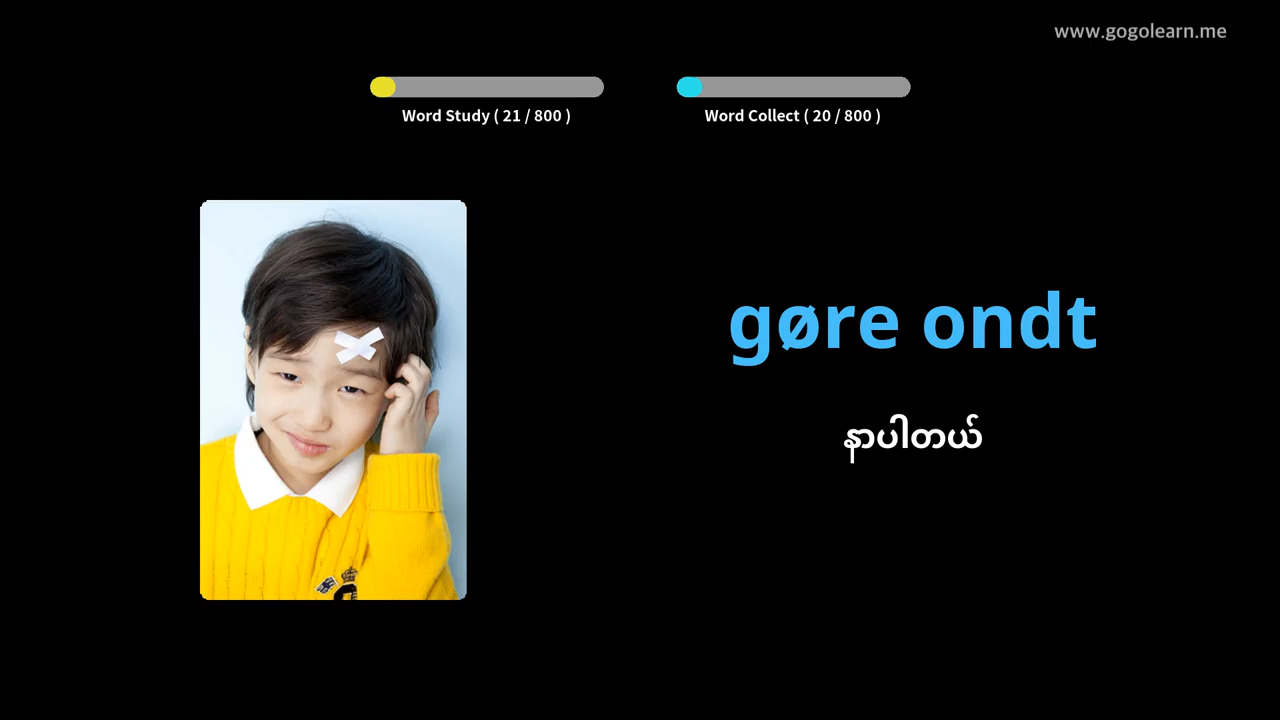 www.gogolearn.me
Word Study ( 21 / 800 )
Word Collect ( 20 / 800 )
gøre ondt
နာပါတယ်